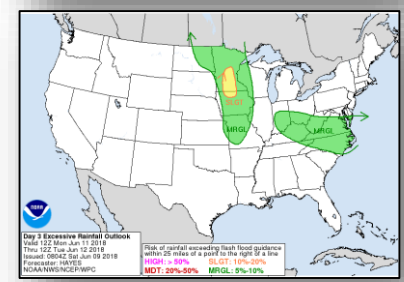 SLGT
MRGL
MRGL
NOAA
Day 3 Excessive Rainfall Outlook
Valid 12Z Mon Jun 11 2018
Thru 12Z Tue Jun 12 2018
Issued: 0804Z Sat Jun 09 2018
Forecaster: HAYES
NOAA/NWS/NCEP/WPC
Risk of rainfall exceeding flash flood guidance
within 25 miles of a point to the right of a line
HIGH: > 50% SLGT: 10%-20%
MDT: 20%-50% MRGL: 5%-10%